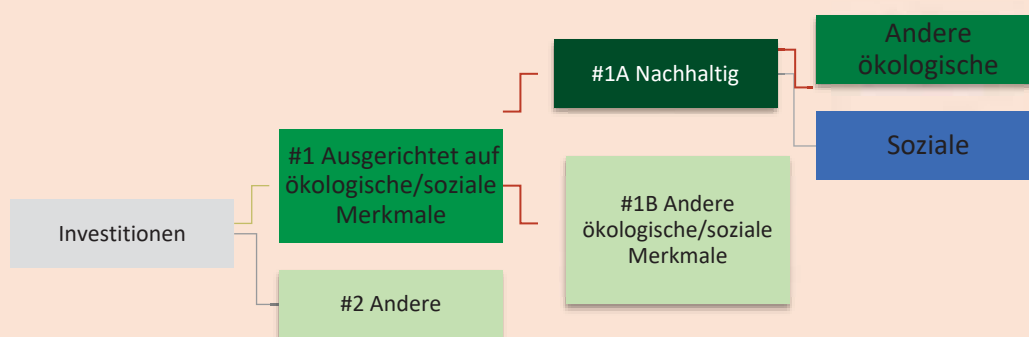 Investitionen
#1 Ausgerichtet auf
ökologische/soziale
Merkmale
#2 Andere
#1A Nachhaltig
#1B Andere
ökologische/soziale
Merkmale
Andere
ökologische
Soziale